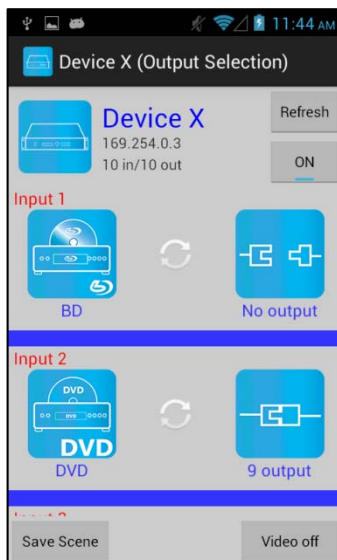 11:44 AM
Device X (Output Selection)
Device X
169.254.0.3
10 in/10 out
Refresh
ON
Input 1
BD
No output
Input 2
DVD
DVD
DVD
9 output
Save Scene
Video off